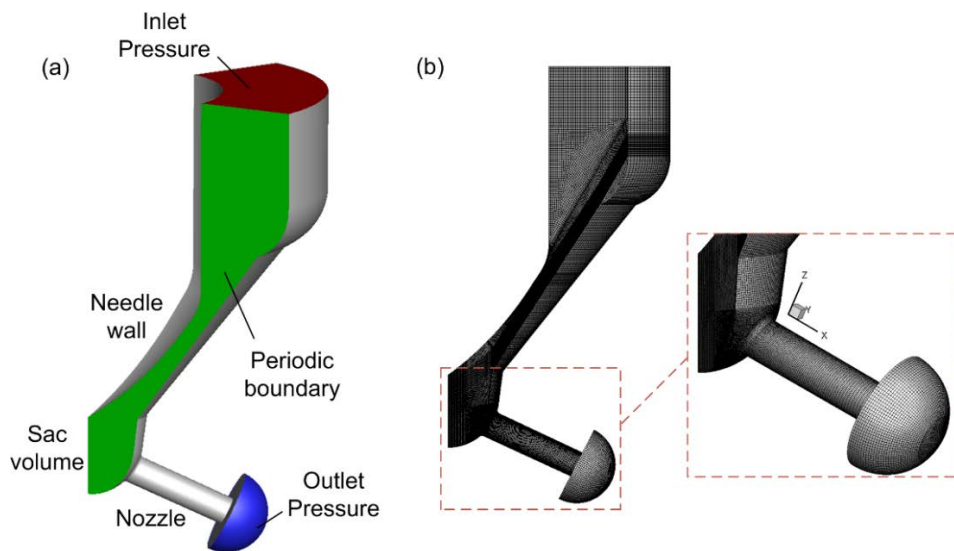 Inlet
Pressure
(a)
(b)
Needle
wall
Periodic
boundary
Sac
volume
Outlet
Pressure
Nozzle
Z
Y
X